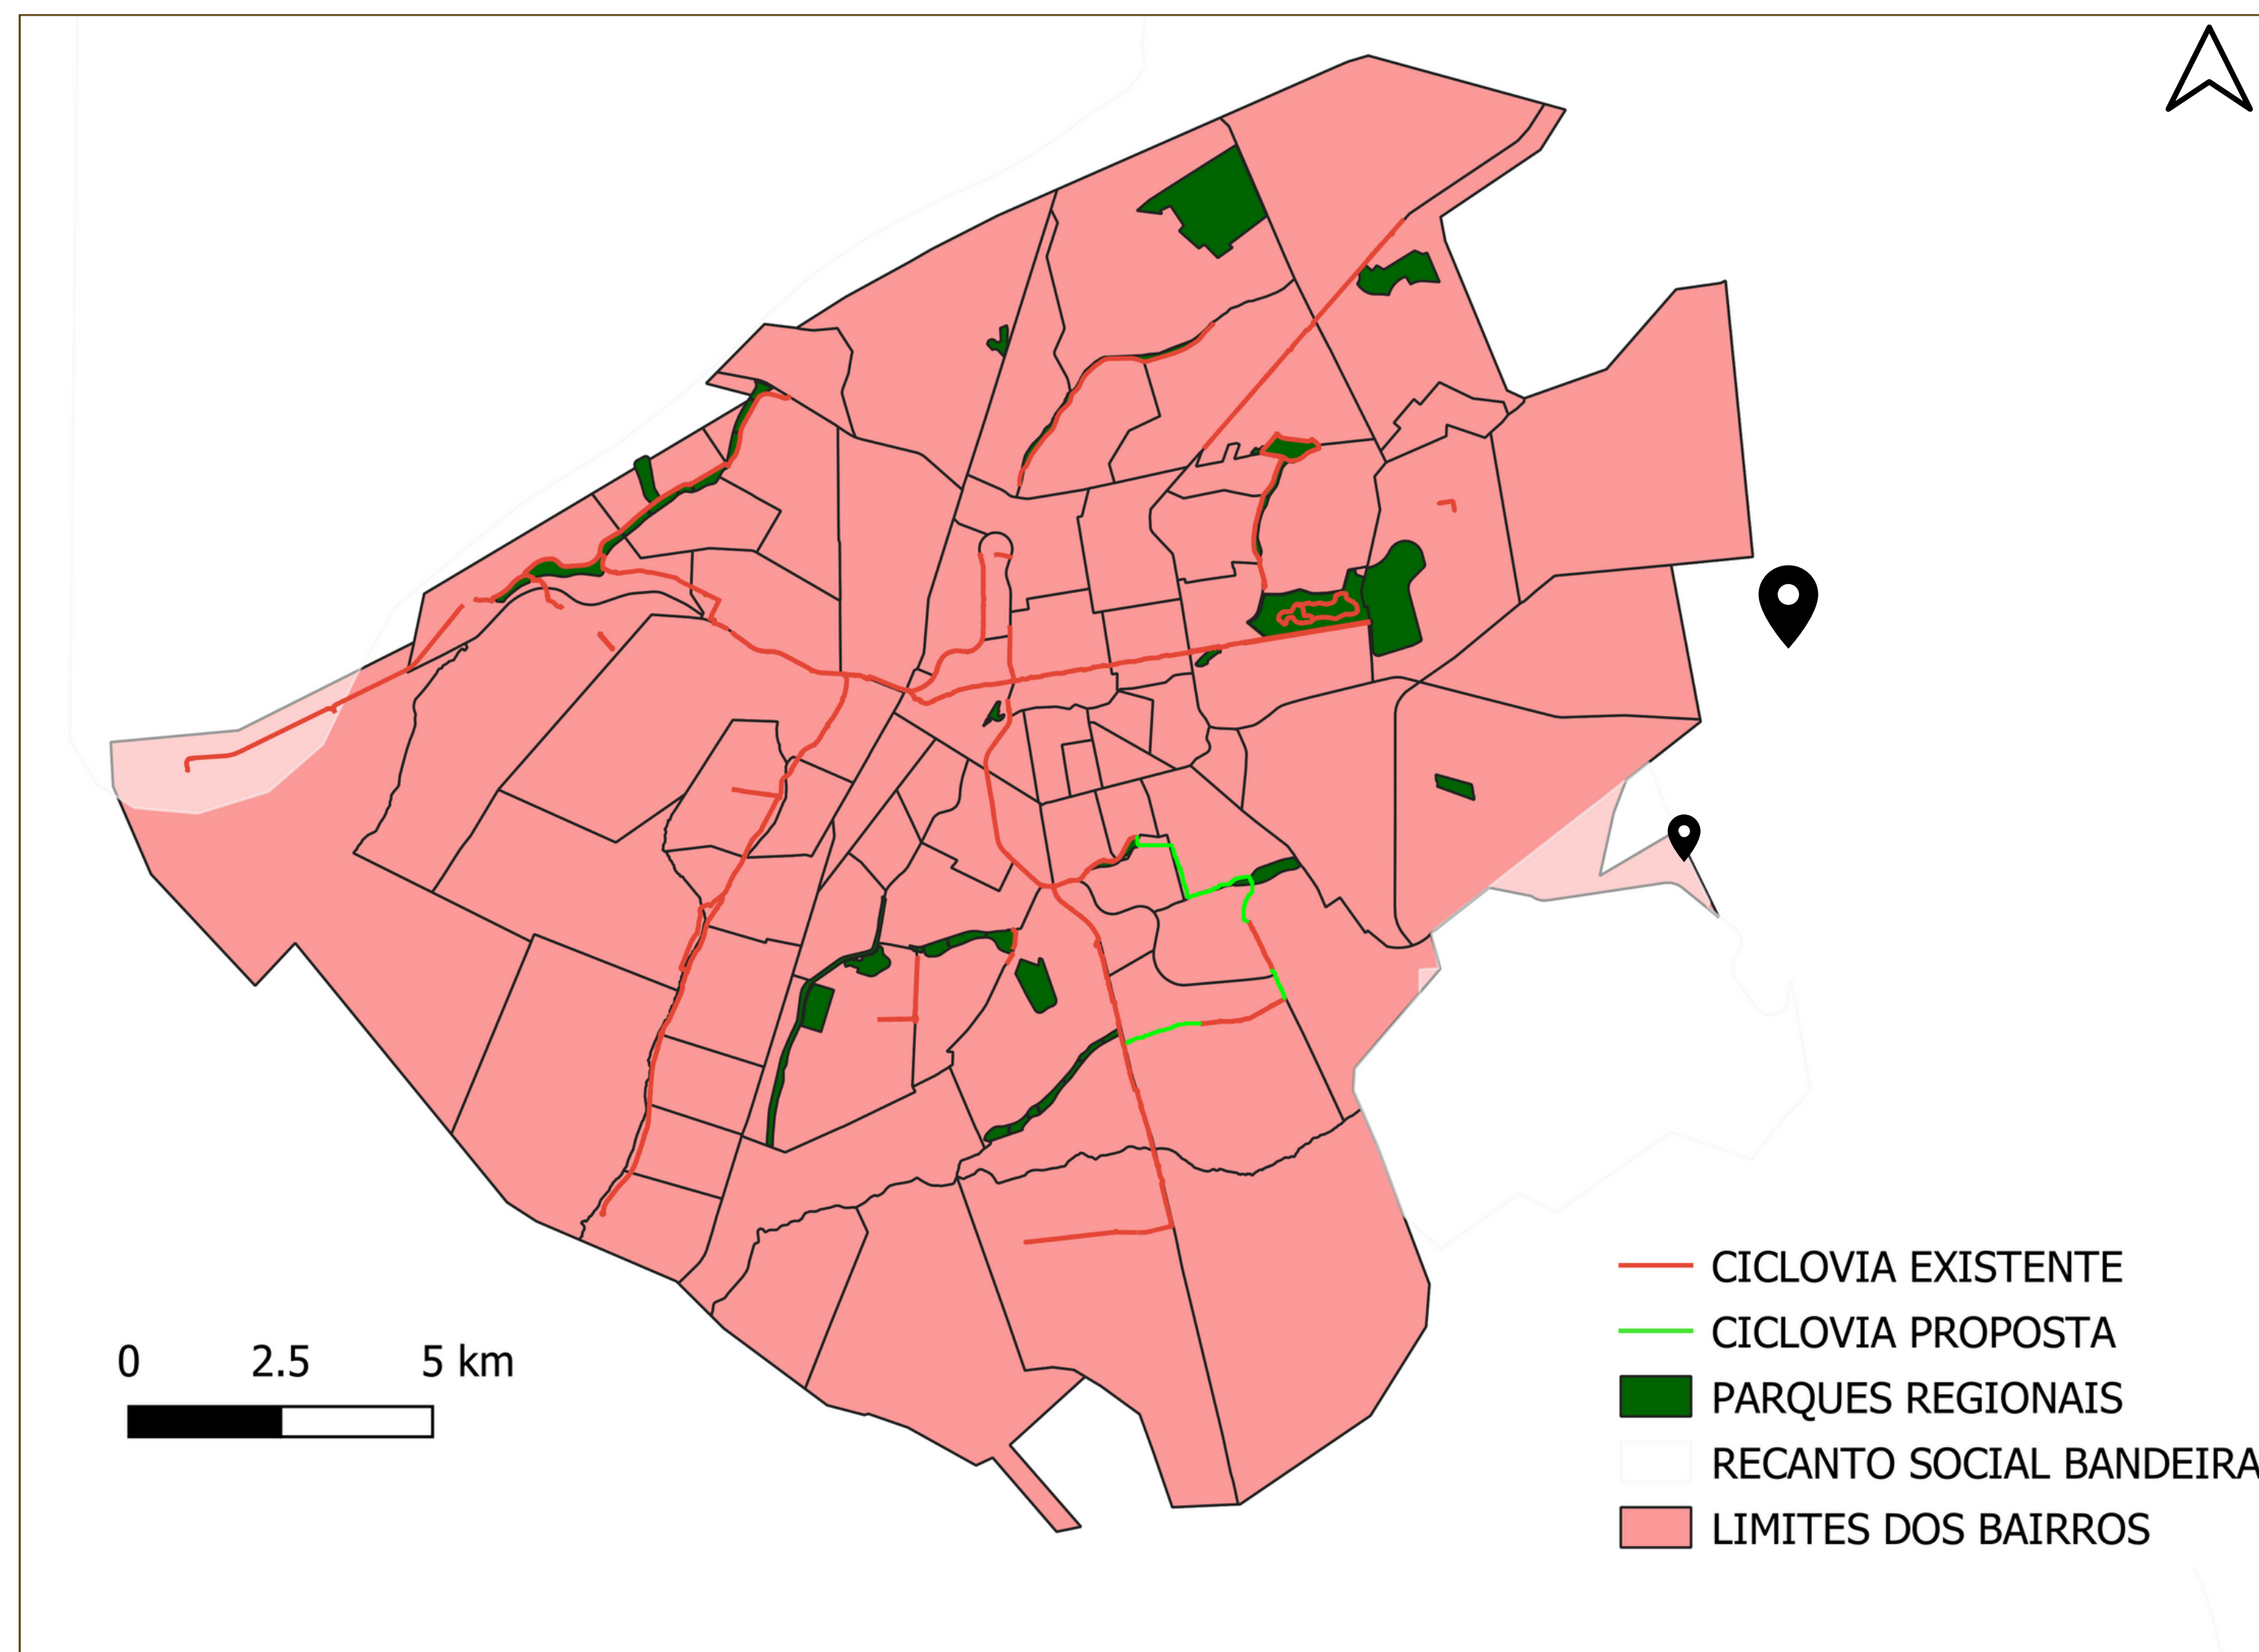 CICLOVIA EXISTENTE
CICLOVIA PROPOSTA
PARQUES REGIONAIS
RECANTO SOCIAL BANDEIRA
LIMITES DOS BAIRROS
0 2.5 5 km